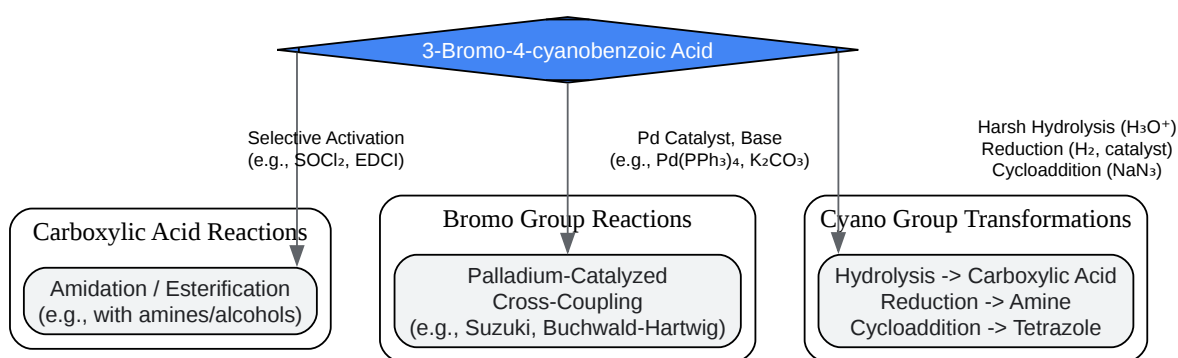 3-Bromo-4-cyanobenzoic Acid
Selective Activation
(e.g., SOCl₂, EDCI)
Pd Catalyst, Base
(e.g., Pd(PPh₃)₄, K₂CO₃)
Harsh Hydrolysis (H₃O⁺)
Reduction (H₂, catalyst)
Cycloaddition (NaN₃)
Carboxylic Acid Reactions
Amidation / Esterification
(e.g., with amines/alcohols)
Bromo Group Reactions
Palladium-Catalyzed
Cross-Coupling
(e.g., Suzuki, Buchwald-Hartwig)
Cyano Group Transformations
Hydrolysis -> Carboxylic Acid
Reduction -> Amine
Cycloaddition -> Tetrazole